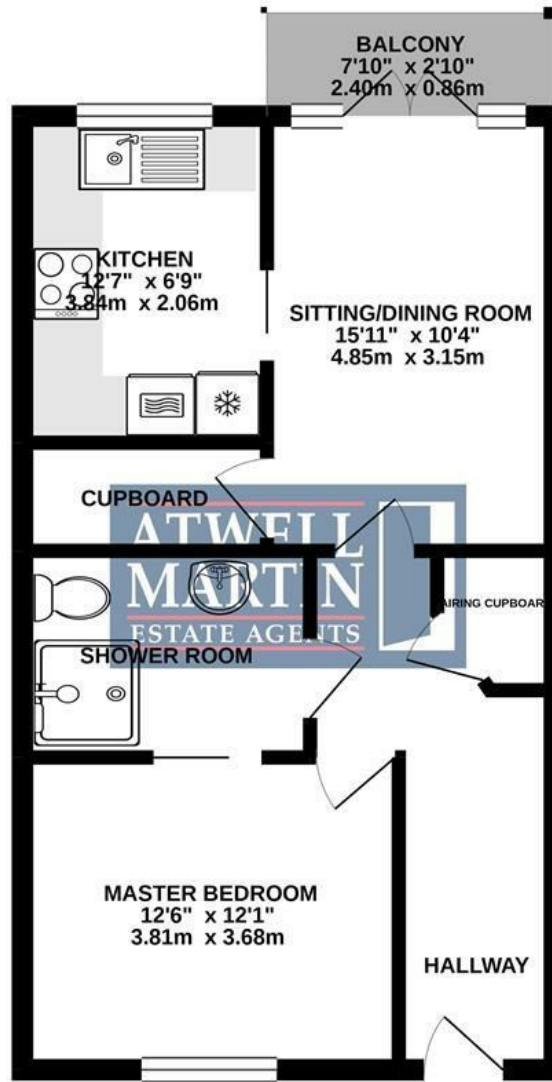 BALCONY
7'10" x 2'10"
2.40m x 0.86m
KITCHEN
12'7" x 6'9"
3.84m x 2.06m
SITTING/DINING ROOM
15'11" x 10'4"
4.85m x 3.15m
CUPBOARD
ATWELL
MARTIN
ESTATE AGENTS
AIRING CUPBOARD
SHOWER ROOM
MASTER BEDROOM
12'6" x 12'1"
3.81m x 3.68m
HALLWAY